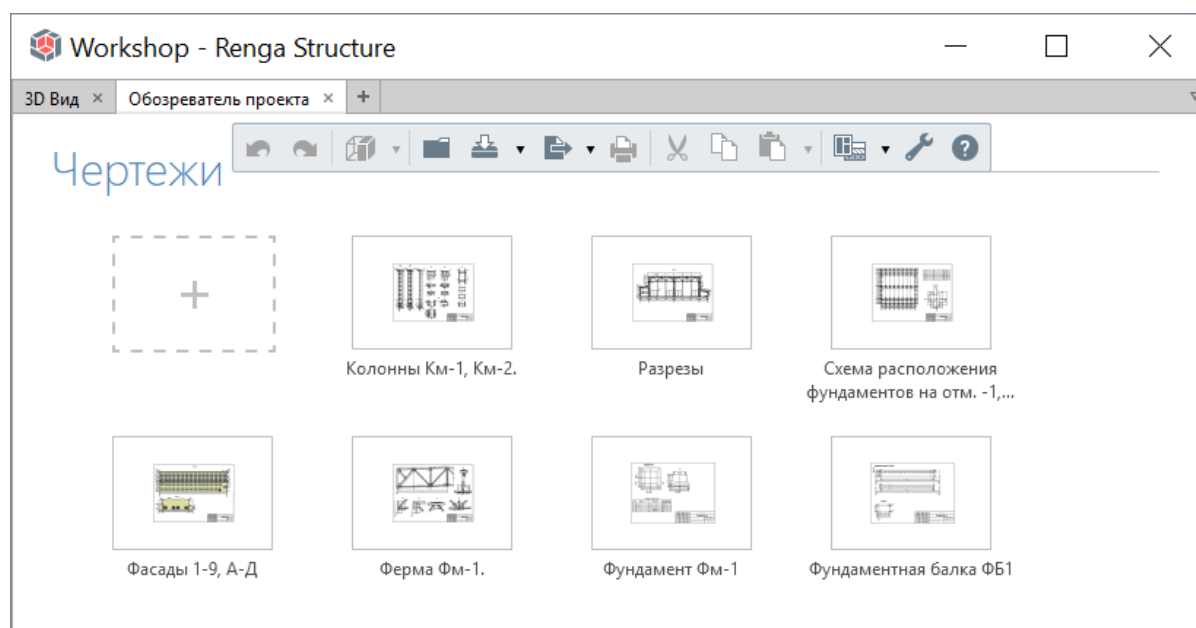 Workshop - Renga Structure
3D Вид
Обозреватель проекта
Чертежи
Колонны Км-1, Км-2.
Разрезы
Схема расположения
фундаментов на отм. -1,...
Фасады 1-9, А-Д
Ферма Фм-1.
Фундамент Фм-1
Фундаментная балка ФБ1